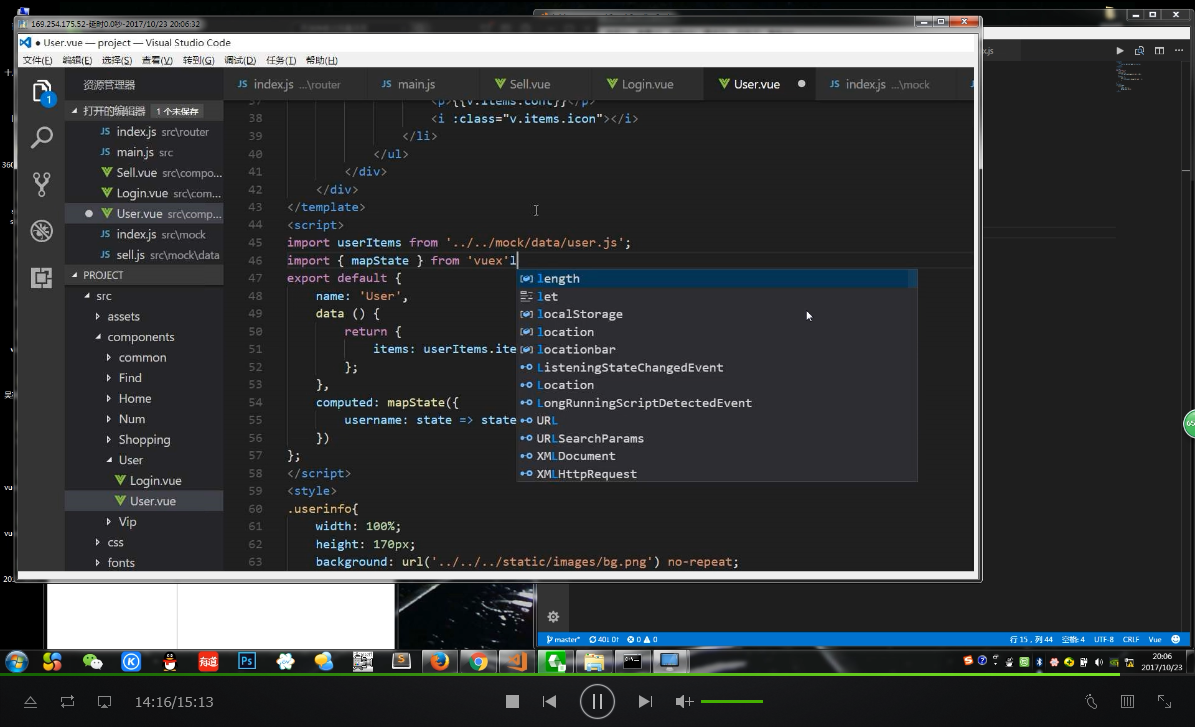 169.254.175.52-延时0.0秒-2017/10/23 20:06:32
● User.vue — project — Visual Studio Code
文件(F) 编辑(E) 选择(S) 查看(V) 转到(G) 调试(D) 任务(T) 帮助(H)
资源管理器
JS index.js ...\router
JS main.js
Sell.vue
Login.vue
User.vue ●
JS index.js ...\mock
1
打开的编辑器 1 个未保存
JS index.js src\router
JS main.js src
Sell.vue src\compo...
Login.vue src\com...
● User.vue src\comp...
JS index.js src\mock
JS sell.js src\mock\data
PROJECT
src
assets
components
common
Find
Home
Num
Shopping
User
Login.vue
User.vue
Vip
css
fonts
37 <p>{{v.items.cont}}</p>
38 <i :class="v.items.icon"></i>
39 </li>
40 </ul>
41 </div>
42 </div>
43 </template>
44 <script>
45 import userItems from '../../mock/data/user.js';
46 import { mapState } from 'vuex'l
47 export default {
48 name: 'User',
49 data () {
50 return {
51 items: userItems.ite
52 };
53 },
54 computed: mapState({
55 username: state => state
56 })
57 };
58 </script>
59 <style>
60 .userinfo{
61 width: 100%;
62 height: 170px;
63 background: url('../../../static/images/bg.png') no-repeat;
length
let
localStorage
location
locationbar
ListeningStateChangedEvent
Location
LongRunningScriptDetectedEvent
URL
URLSearchParams
XMLDocument
XMLHttpRequest
master* 0 0
行 15，列 44 空格: 4 UTF-8 CRLF Vue
20:06
2017/10/23
14:16/15:13